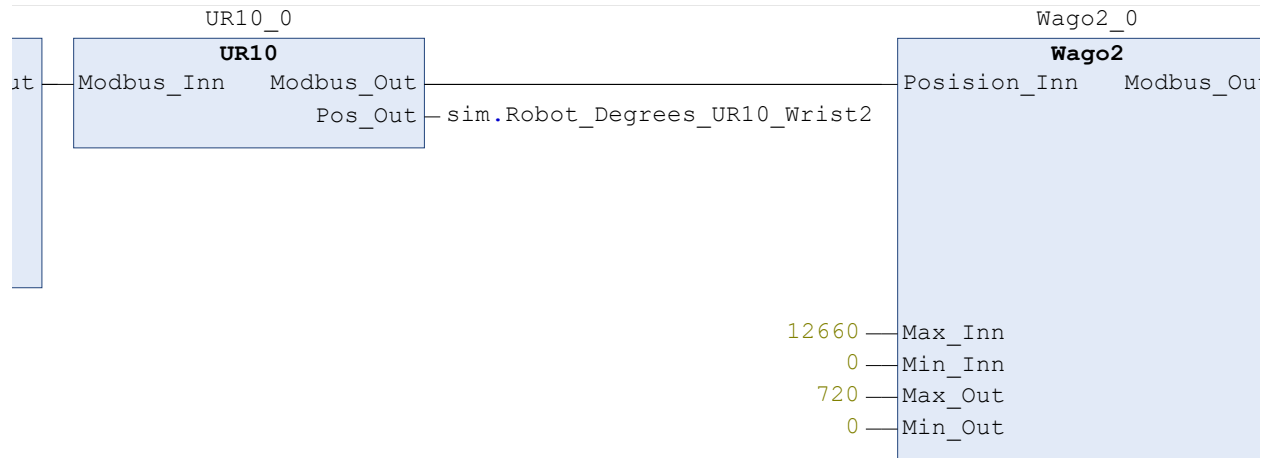 UR10_0 Wago2_0
UR10 Wago2
ut Modbus_Inn Modbus_Out Posision_Inn Modbus_Ou
Pos_Out sim.Robot_Degrees_UR10_Wrist2
12660 Max_Inn
0 Min_Inn
720 Max_Out
0 Min_Out